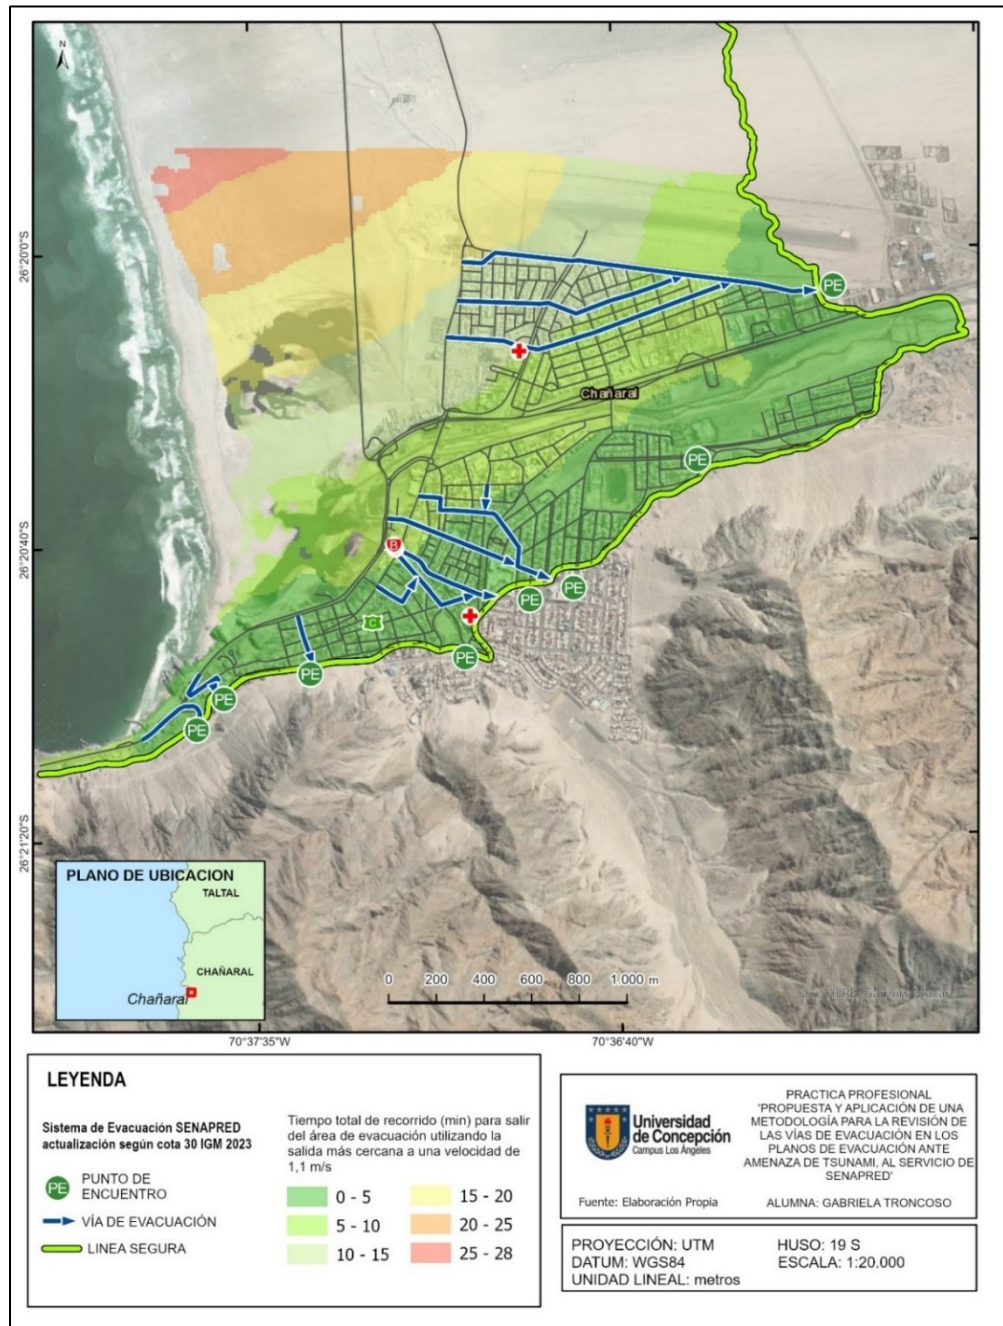 N
26°20'0"S
26°20'40"S
26°21'20"S
PE
Chañaral
PE
B
PE
PE
C
PE
PE
PE
PE
PLANO DE UBICACION
TALTAL
CHAÑARAL
Chañaral
0 200 400 600 800 1.000 m
70°37'35"W
70°36'40"W
LEYENDA
Sistema de Evacuación SENAPRED
actualización según cota 30 IGM 2023
PE
PUNTO DE
ENCUENTRO
VÍA DE EVACUACIÓN
LINEA SEGURA
Tiempo total de recorrido (min) para salir
del área de evacuación utilizando la
salida más cercana a una velocidad de
1,1 m/s
0 - 5
5 - 10
10 - 15
15 - 20
20 - 25
25 - 28
Universidad
de Concepción
Campus Los Ángeles
Fuente: Elaboración Propia
PRACTICA PROFESIONAL
'PROPUESTA Y APLICACIÓN DE UNA
METODOLOGÍA PARA LA REVISIÓN DE
LAS VÍAS DE EVACUACIÓN EN LOS
PLANOS DE EVACUACIÓN ANTE
AMENAZA DE TSUNAMI, AL SERVICIO DE
SENAPRED'
ALUMNA: GABRIELA TRONCOSO
PROYECCIÓN: UTM
DATUM: WGS84
UNIDAD LINEAL: metros
HUSO: 19 S
ESCALA: 1:20.000